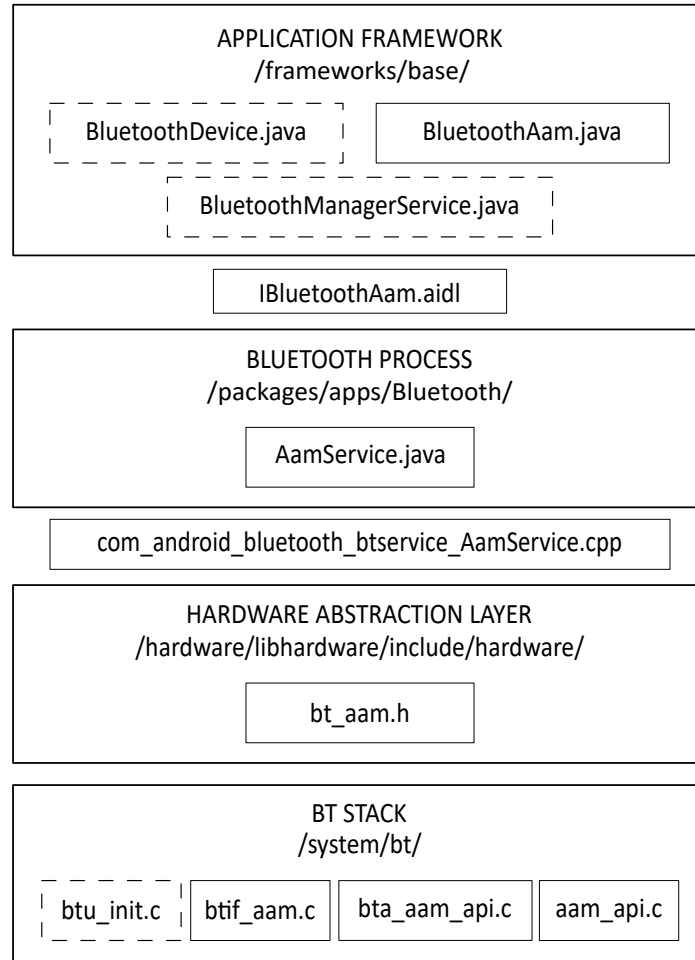 APPLICATION FRAMEWORK
/frameworks/base/
BluetoothDevice.java
BluetoothAam.java
BluetoothManagerService.java
IBluetoothAam.aidl
BLUETOOTH PROCESS
/packages/apps/Bluetooth/
AamService.java
com_android_bluetooth_btservice_AamService.cpp
HARDWARE ABSTRACTION LAYER
/hardware/libhardware/include/hardware/
bt_aam.h
BT STACK
/system/bt/
btu_init.c
btif_aam.c
bta_aam_api.c
aam_api.c